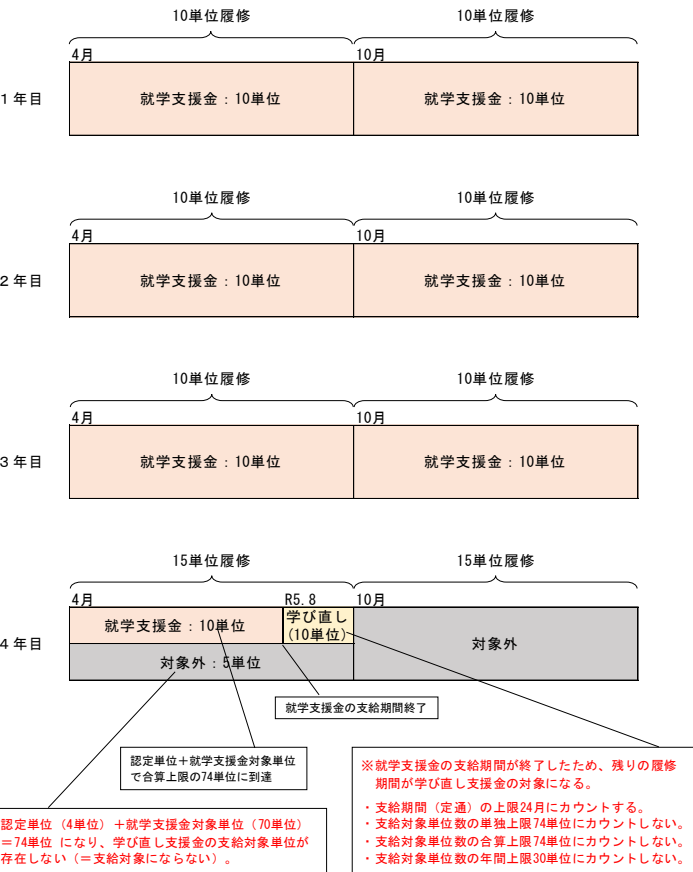 10単位履修
10単位履修
4月
10月
1年目
就学支援金:10単位
就学支援金:10単位
10単位履修
10単位履修
4月
10月
2年目
就学支援金:10単位
就学支援金:10単位
10単位履修
10単位履修
4月
10月
3年目
就学支援金:10単位
就学支援金:10単位
15単位履修
15単位履修
4月
R5.8
10月
4年目
就学支援金:10単位
学び直し
(10単位)
対象外
対象外:5単位
就学支援金の支給期間終了
認定単位+就学支援金対象単位
で合算上限の74単位に到達
認定単位(4単位)+就学支援金対象単位(70単位)
=74単位 になり、学び直し支援金の支給対象単位が
存在しない(=支給対象にならない)。
※就学支援金の支給期間が終了したため、残りの履修
期間が学び直し支援金の対象になる。
・支給期間(定通)の上限24月にカウントする。
・支給対象単位数の単独上限74単位にカウントしない。
・支給対象単位数の合算上限74単位にカウントしない。
・支給対象単位数の年間上限30単位にカウントしない。